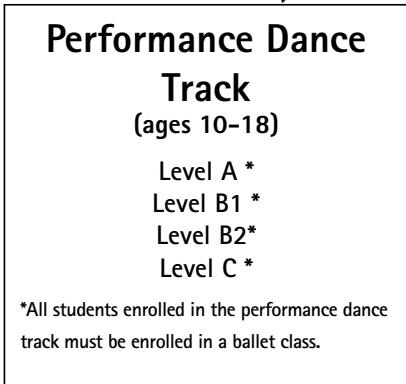 Performance Dance
Track
(ages 10-18)
Level A *
Level B1 *
Level B2*
Level C *
*All students enrolled in the performance dance
track must be enrolled in a ballet class.